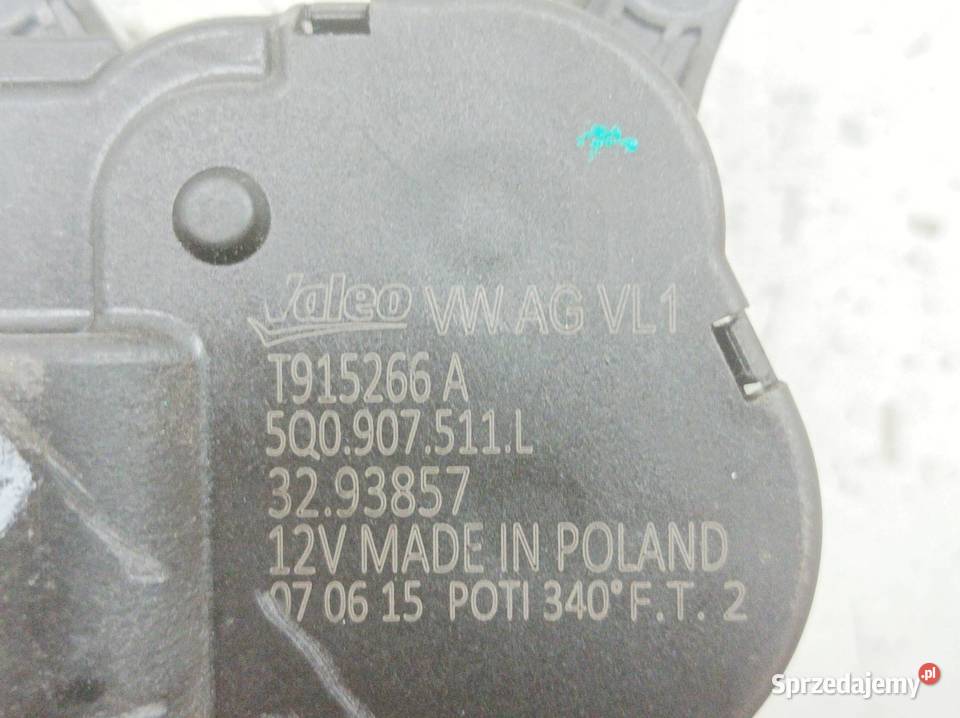 Valeo VW.AG VL1
T915266 A
5Q0.907.511.L
32.93857
12V MADE IN POLAND
07 06 15 POTI 340° F.T. 2
Sprzedajemy.pl